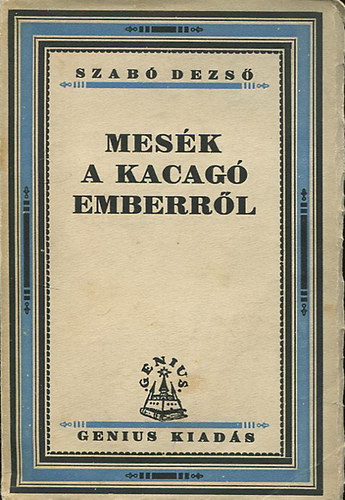 SZABÓ DEZSŐ
MESÉK
A KACAGÓ
EMBERRŐL
GENIUS.
GENIUS KIADÁS